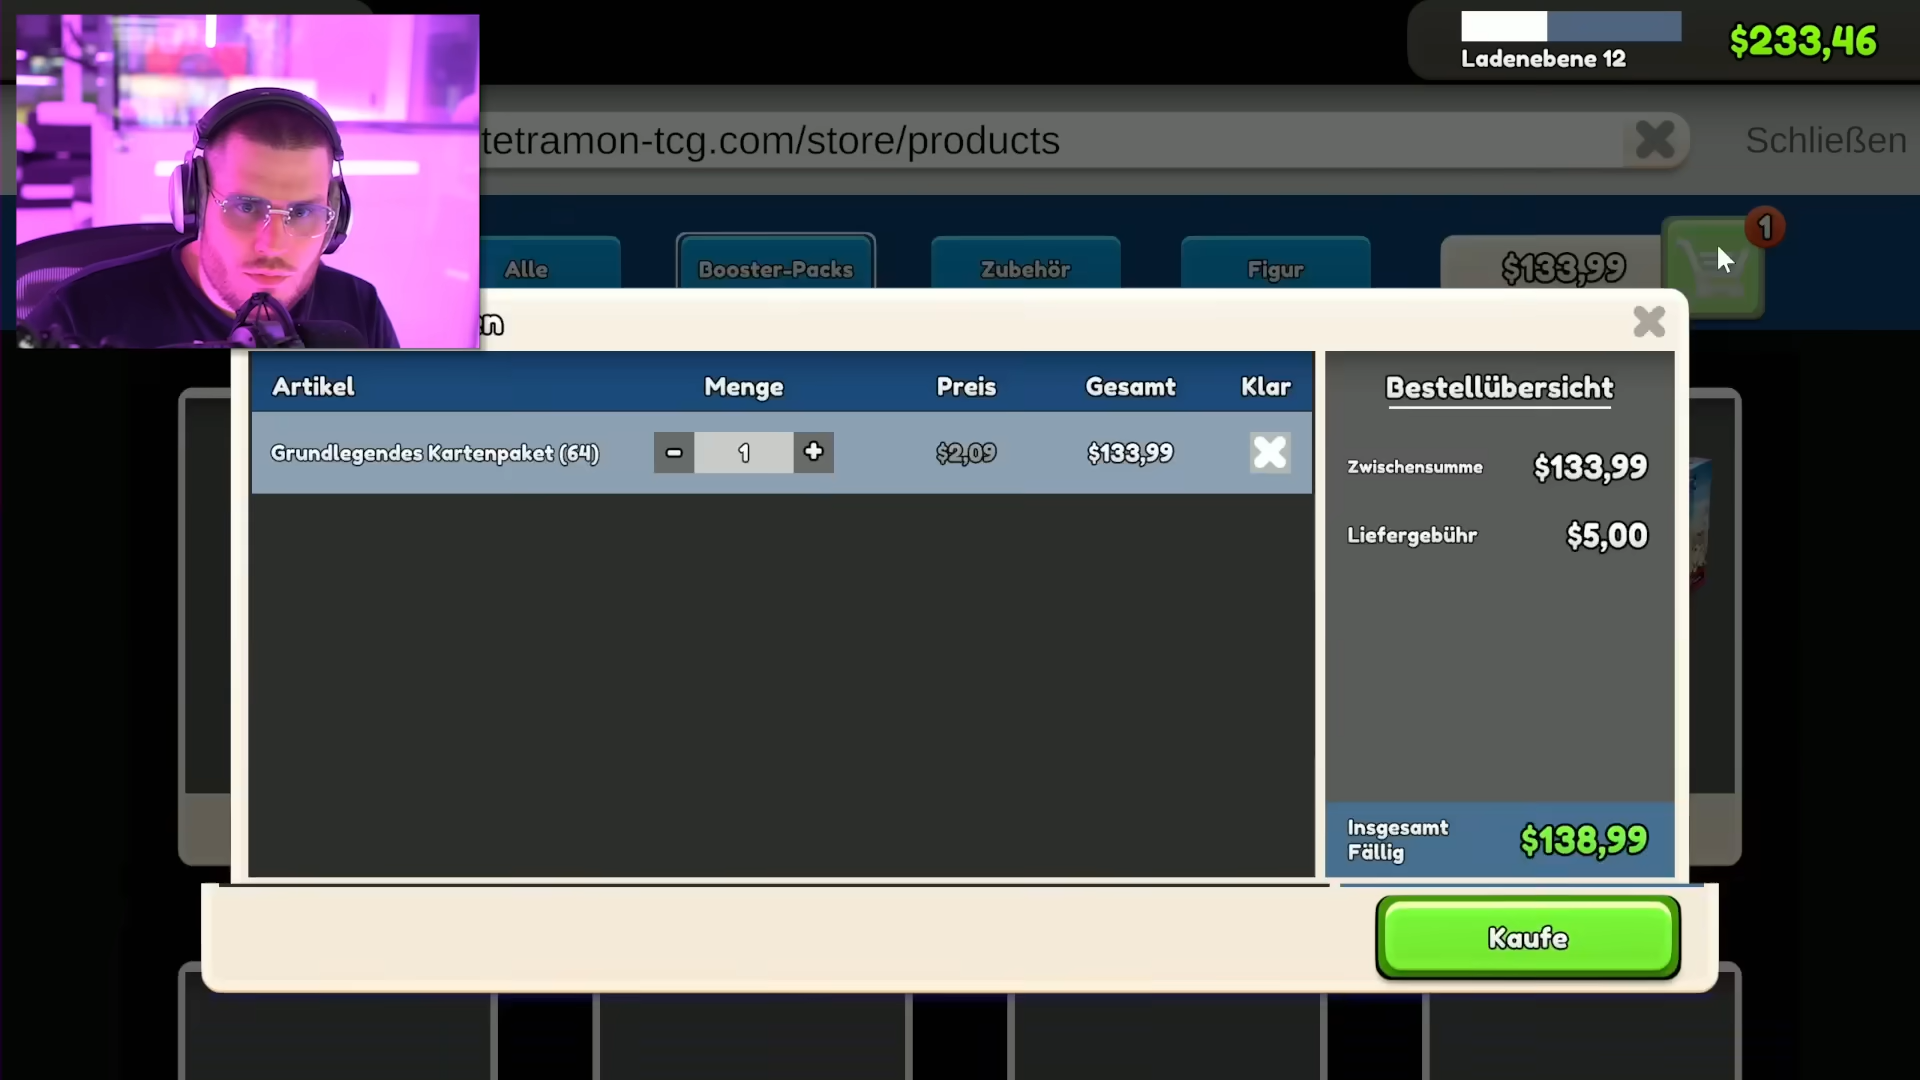 Ladenebene 12
$233,46
tetramon-tcg.com/store/products
Schließen
Alle
Booster-Packs
Zubehör
Figur
$133,99
1
en
Artikel
Menge
Preis
Gesamt
Klar
Grundlegendes Kartenpaket (64)
-
1
+
$2,09
$133,99
Bestellübersicht
Zwischensumme
$133,99
Liefergebühr
$5,00
Insgesamt
Fällig
$138,99
Kaufe